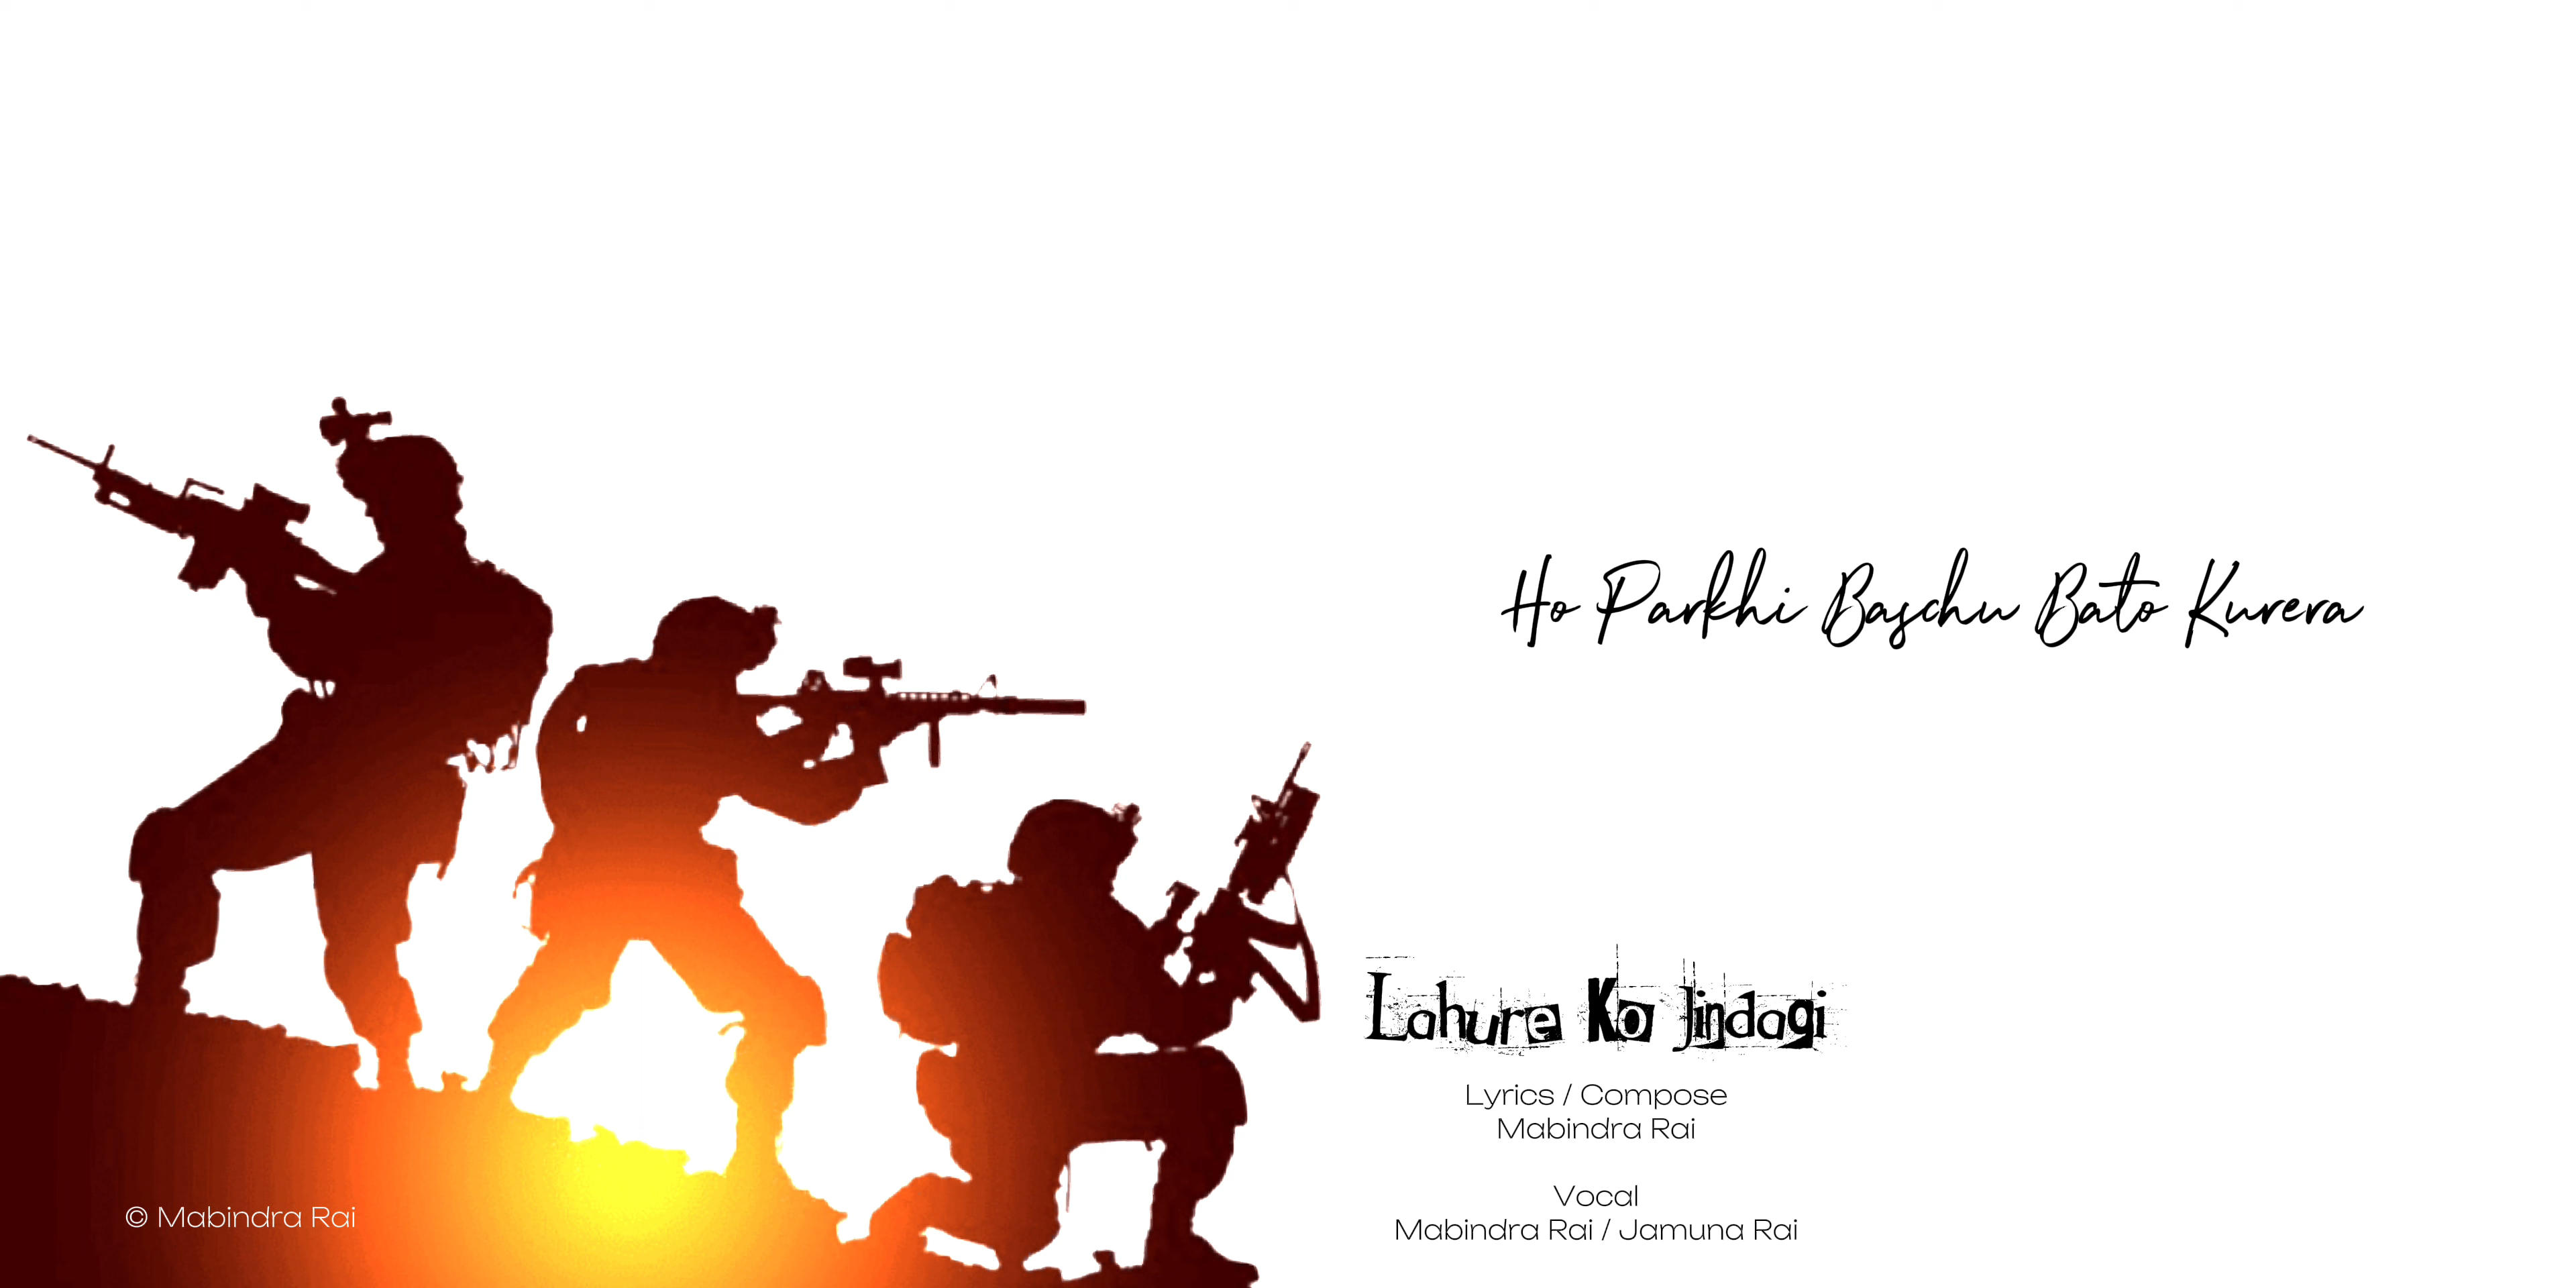 Ho Parkhi Baschu Bato Kurera
Lahure Ko Jindagi
Lyrics / Compose
Mabindra Rai
Vocal
Mabindra Rai / Jamuna Rai
© Mabindra Rai